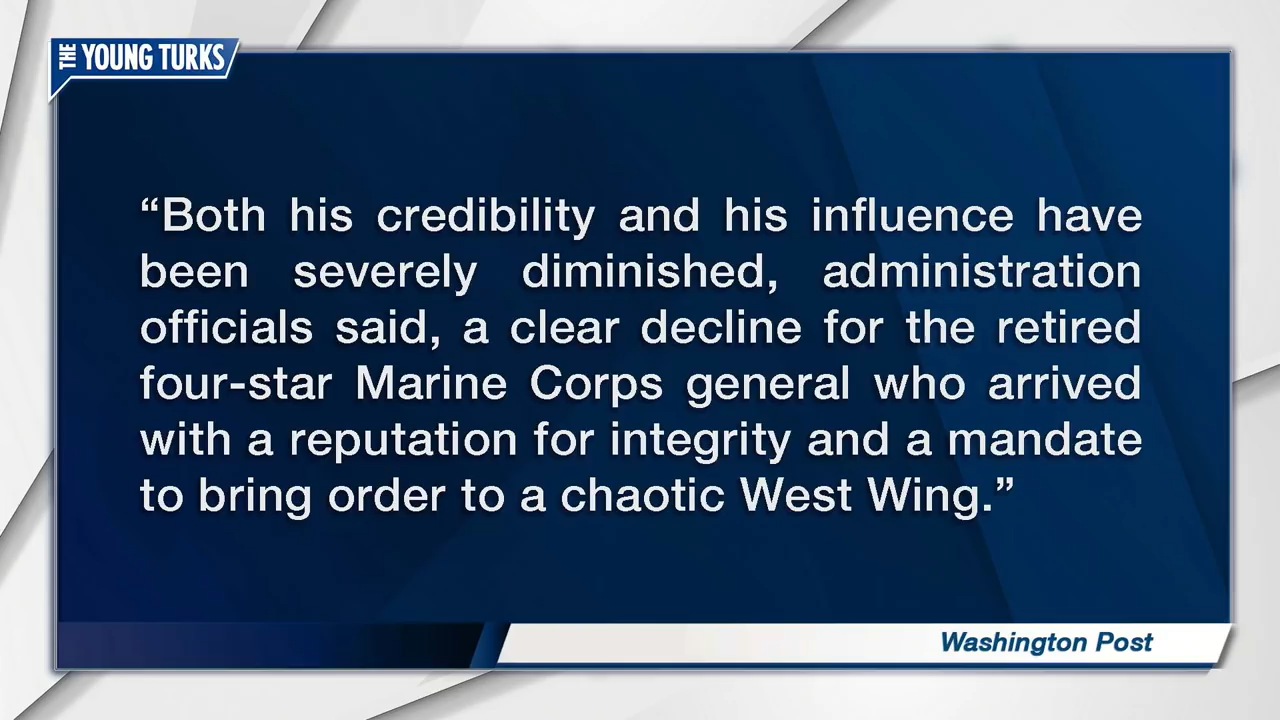 THE YOUNG TURKS
“Both his credibility and his influence have
been severely diminished, administration
officials said, a clear decline for the retired
four-star Marine Corps general who arrived
with a reputation for integrity and a mandate
to bring order to a chaotic West Wing.”
Washington Post